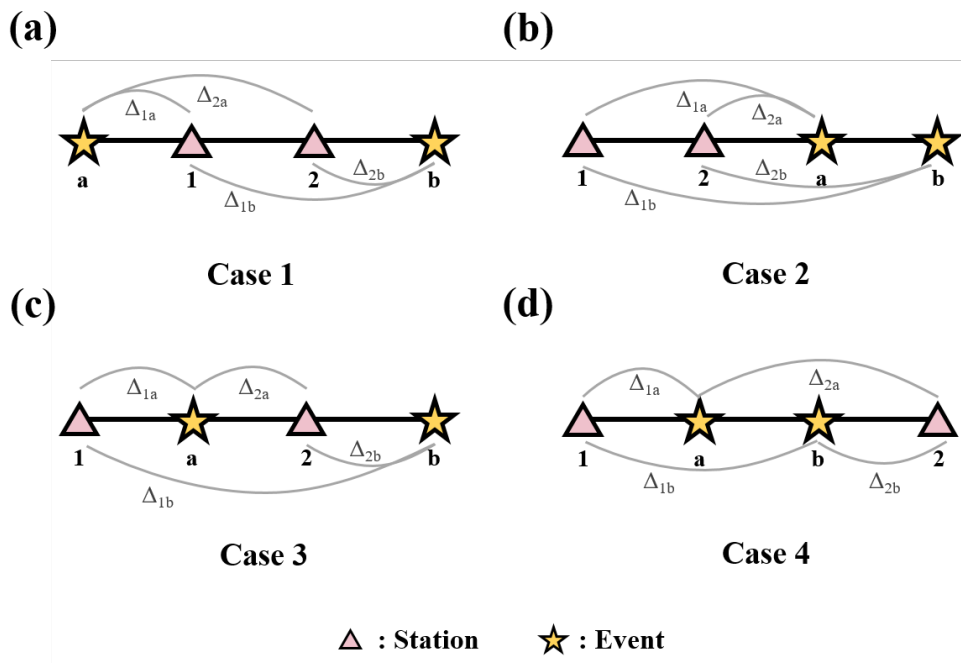 (a)
Δ1a
Δ2a
a
1
2
b
Δ2b
Δ1b
Case 1
(b)
Δ1a
Δ2a
1
2
a
b
Δ2b
Δ1b
Case 2
(c)
Δ1a
Δ2a
1
a
2
b
Δ2b
Δ1b
Case 3
(d)
Δ1a
Δ2a
1
a
b
2
Δ1b
Δ2b
Case 4
: Station
: Event